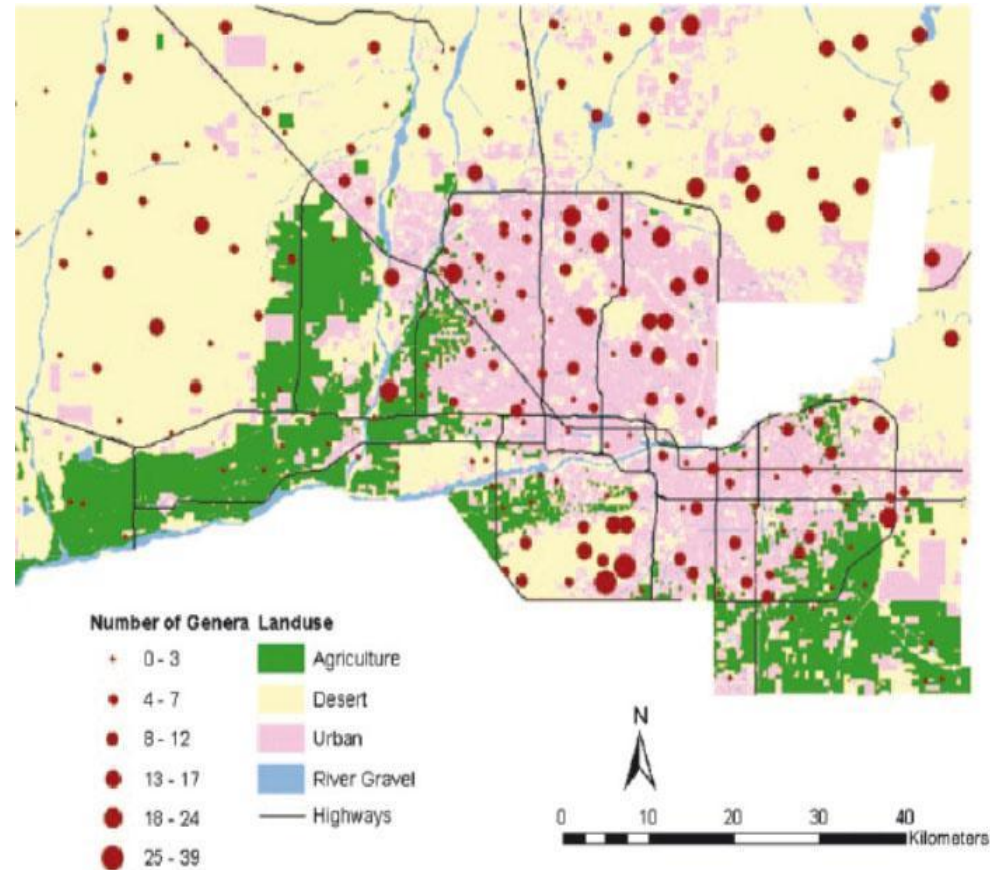 Number of Genera Landuse
0 - 3 Agriculture
4 - 7 Desert
8 - 12 Urban
13 - 17 River Gravel
18 - 24 Highways
25 - 39
N
0 10 20 30 40
Kilometers